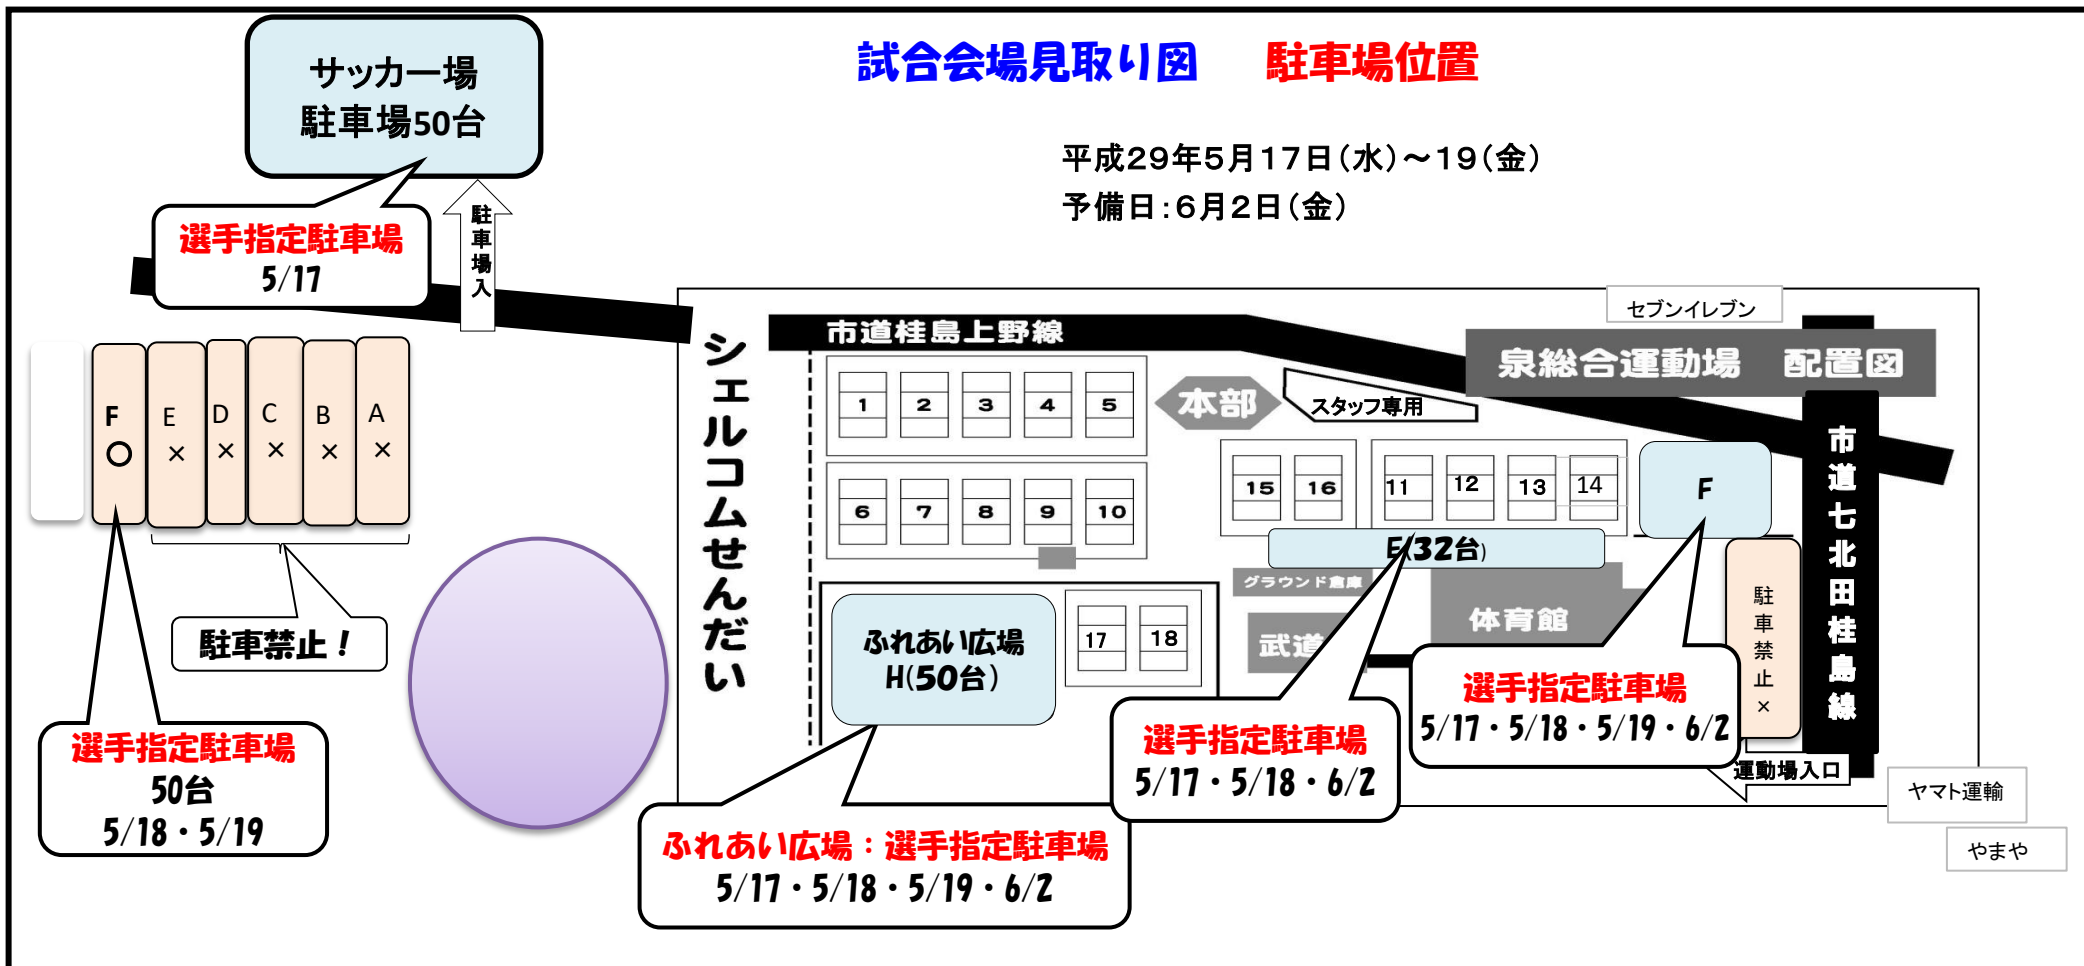 試合会場見取り図　駐車場位置
平成29年5月17日(水)～19(金)
予備日:6月2日(金)
サッカー場
駐車場50台
選手指定駐車場
5/17
駐車場入
セブンイレブン
泉総合運動場　配置図
市道桂島上野線
シェルコムせんだい
本部
スタッフ専用
市道七北田桂島線
1
2
3
4
5
6
7
8
9
10
15
16
11
12
13
14
F
E(32台)
グラウンド倉庫
武道
体育館
ふれあい広場
H(50台)
17
18
駐車禁止×
F
○
E
×
D
×
C
×
B
×
A
×
駐車禁止！
選手指定駐車場
50台
5/18・5/19
ふれあい広場：選手指定駐車場
5/17・5/18・5/19・6/2
選手指定駐車場
5/17・5/18・6/2
選手指定駐車場
5/17・5/18・5/19・6/2
運動場入口
ヤマト運輸
やまや